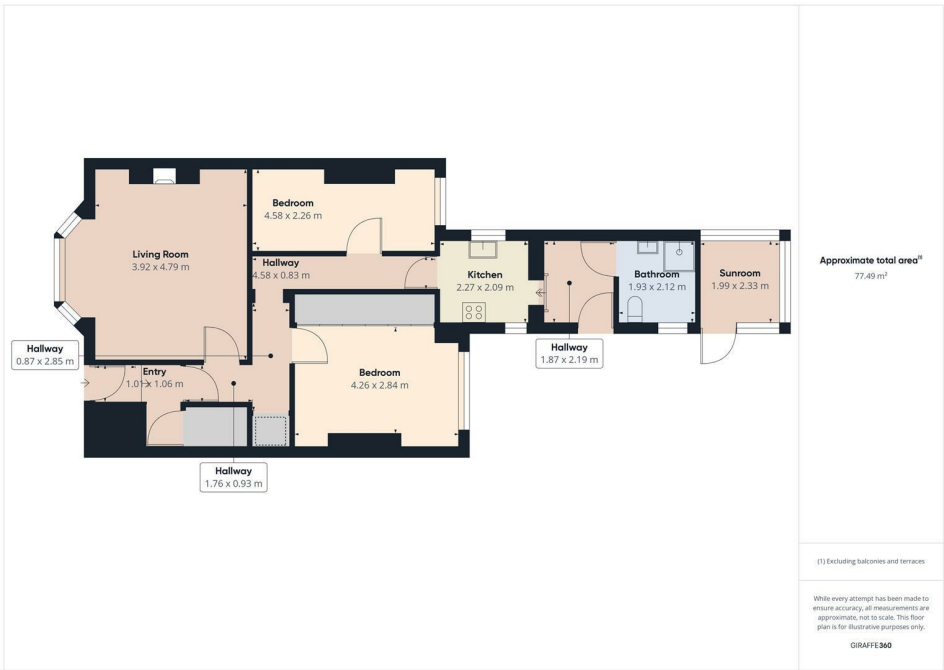 Bedroom
4.58 x 2.26 m
Living Room
3.92 x 4.79 m
Hallway
4.58 x 0.83 m
Kitchen
2.27 x 2.09 m
Bathroom
1.93 x 2.12 m
Sunroom
1.99 x 2.33 m
Hallway
0.87 x 2.85 m
Entry
1.01 x 1.06 m
Bedroom
4.26 x 2.84 m
Hallway
1.87 x 2.19 m
Hallway
1.76 x 0.93 m
Approximate total area(1)
77.49 m²
(1) Excluding balconies and terraces
While every attempt has been made to
ensure accuracy, all measurements are
approximate, not to scale. This floor
plan is for illustrative purposes only.
GIRAFFE360